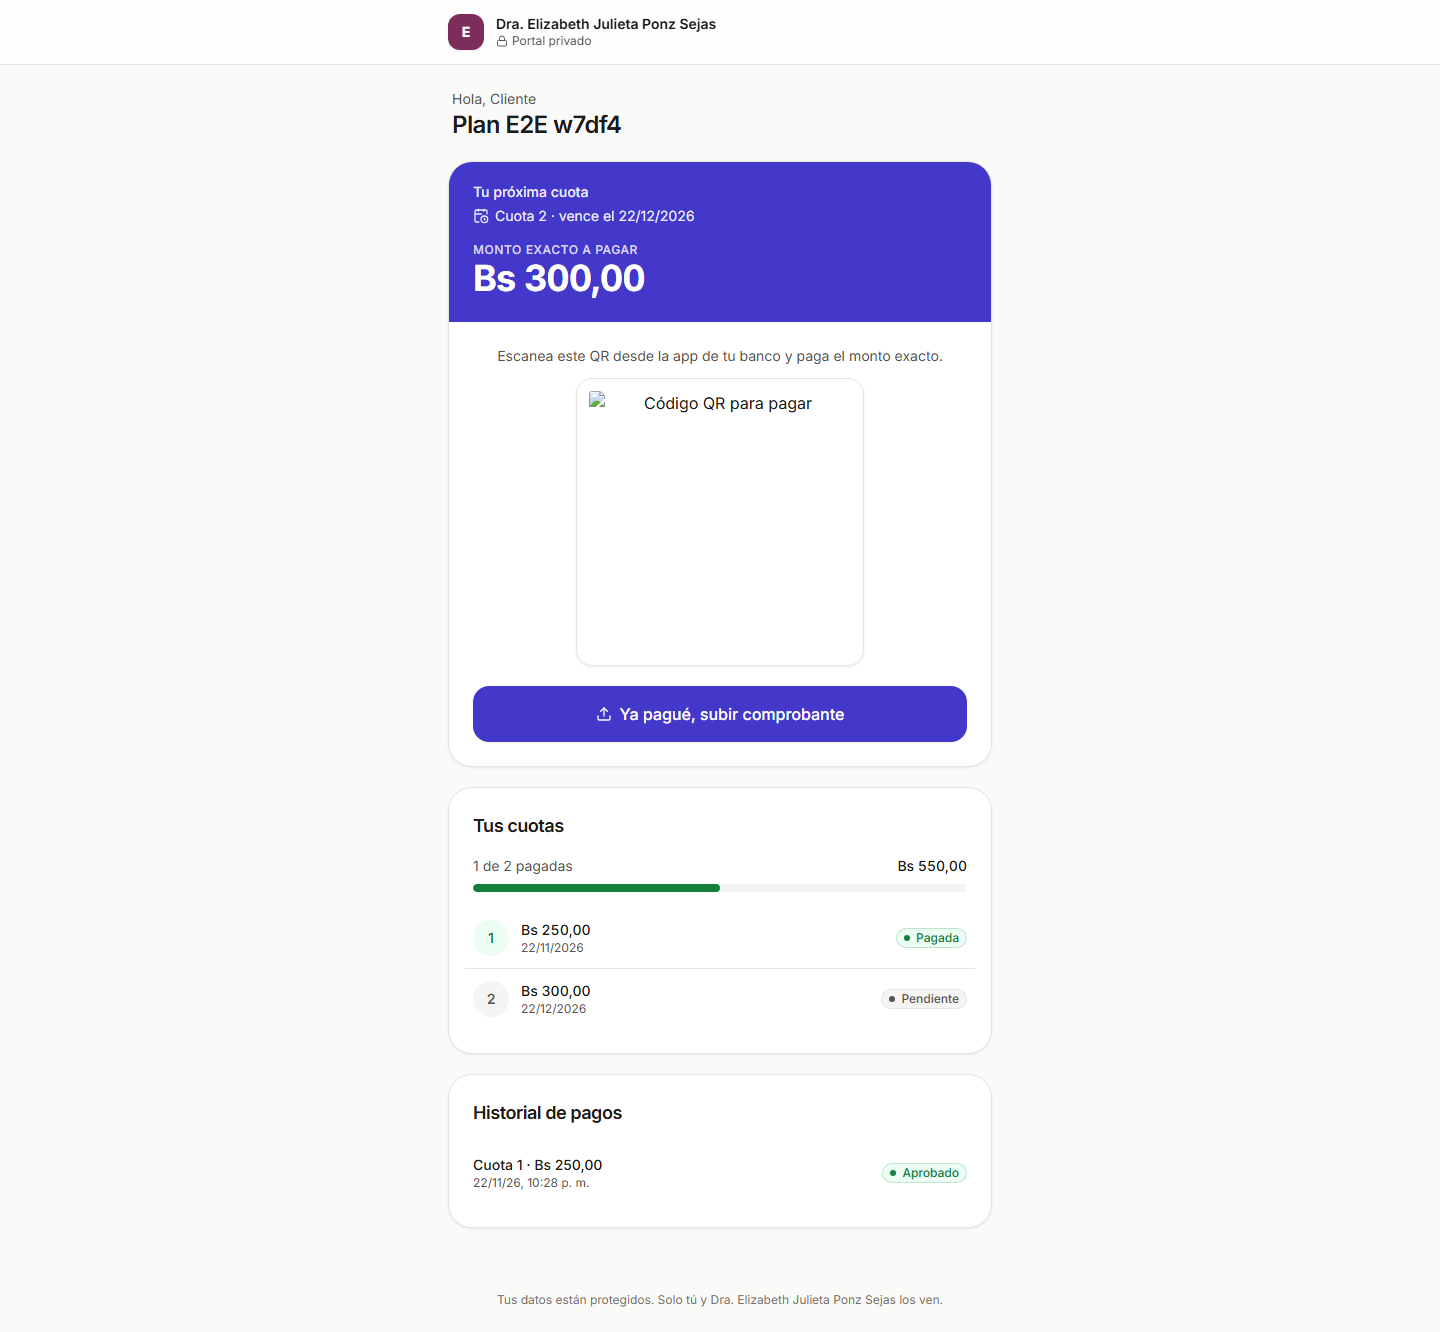 E
Dra. Elizabeth Julieta Ponz Sejas
Portal privado
Hola, Cliente
Plan E2E w7df4
Tu próxima cuota
Cuota 2 · vence el 22/12/2026
MONTO EXACTO A PAGAR
Bs 300,00
Escanea este QR desde la app de tu banco y paga el monto exacto.
Código QR para pagar
Ya pagué, subir comprobante
Tus cuotas
1 de 2 pagadas
Bs 550,00
1
Bs 250,00
22/11/2026
Pagada
2
Bs 300,00
22/12/2026
Pendiente
Historial de pagos
Cuota 1 · Bs 250,00
22/11/26, 10:28 p. m.
Aprobado
Tus datos están protegidos. Solo tú y Dra. Elizabeth Julieta Ponz Sejas los ven.